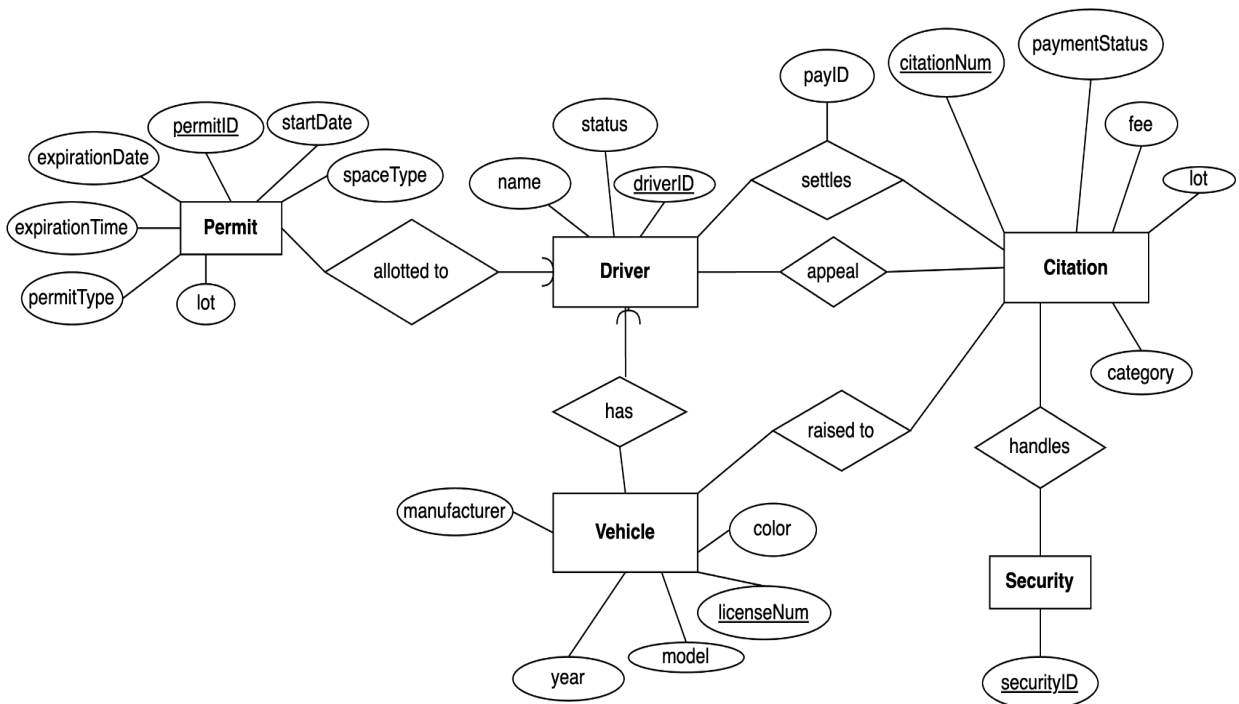 citationNum
paymentStatus
payID
permitID
startDate
status
fee
expirationDate
spaceType
name
driverID
settles
lot
expirationTime
Permit
allotted to
Driver
appeal
Citation
permitType
lot
category
has
raised to
handles
manufacturer
Vehicle
color
Security
licenseNum
model
year
securityID